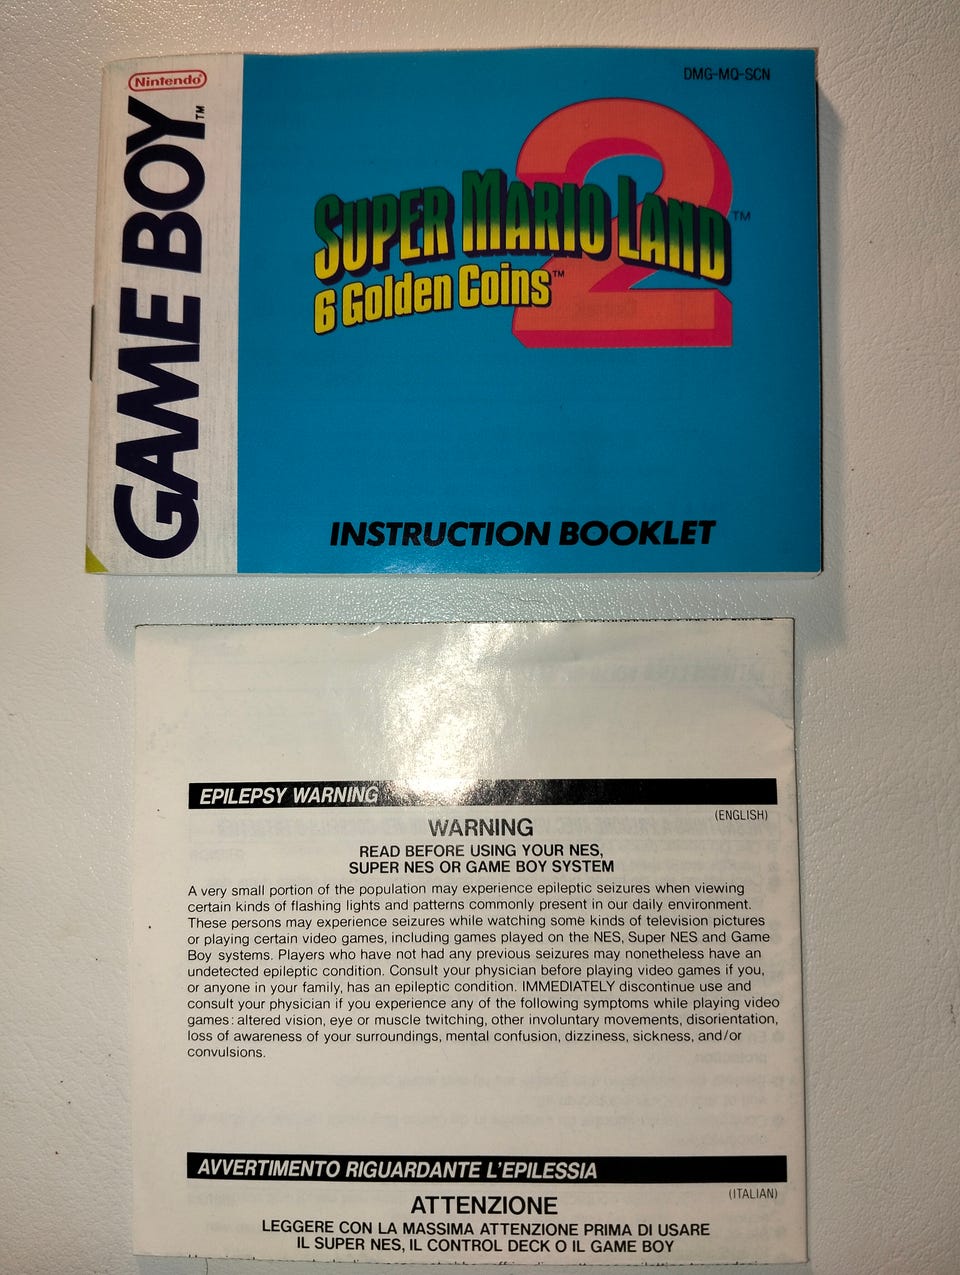 Nintendo
GAME BOY™
DMG-MQ-SCN
2
SUPER MARIO LAND™
6 Golden Coins™
INSTRUCTION BOOKLET
EPILEPSY WARNING
(ENGLISH)
WARNING
READ BEFORE USING YOUR NES,
SUPER NES OR GAME BOY SYSTEM
A very small portion of the population may experience epileptic seizures when viewing
certain kinds of flashing lights and patterns commonly present in our daily environment.
These persons may experience seizures while watching some kinds of television pictures
or playing certain video games, including games played on the NES, Super NES and Game
Boy systems. Players who have not had any previous seizures may nonetheless have an
undetected epileptic condition. Consult your physician before playing video games if you,
or anyone in your family, has an epileptic condition. IMMEDIATELY discontinue use and
consult your physician if you experience any of the following symptoms while playing video
games: altered vision, eye or muscle twitching, other involuntary movements, disorientation,
loss of awareness of your surroundings, mental confusion, dizziness, sickness, and/or
convulsions.
AVVERTIMENTO RIGUARDANTE L'EPILESSIA
(ITALIAN)
ATTENZIONE
LEGGERE CON LA MASSIMA ATTENZIONE PRIMA DI USARE
IL SUPER NES, IL CONTROL DECK O IL GAME BOY